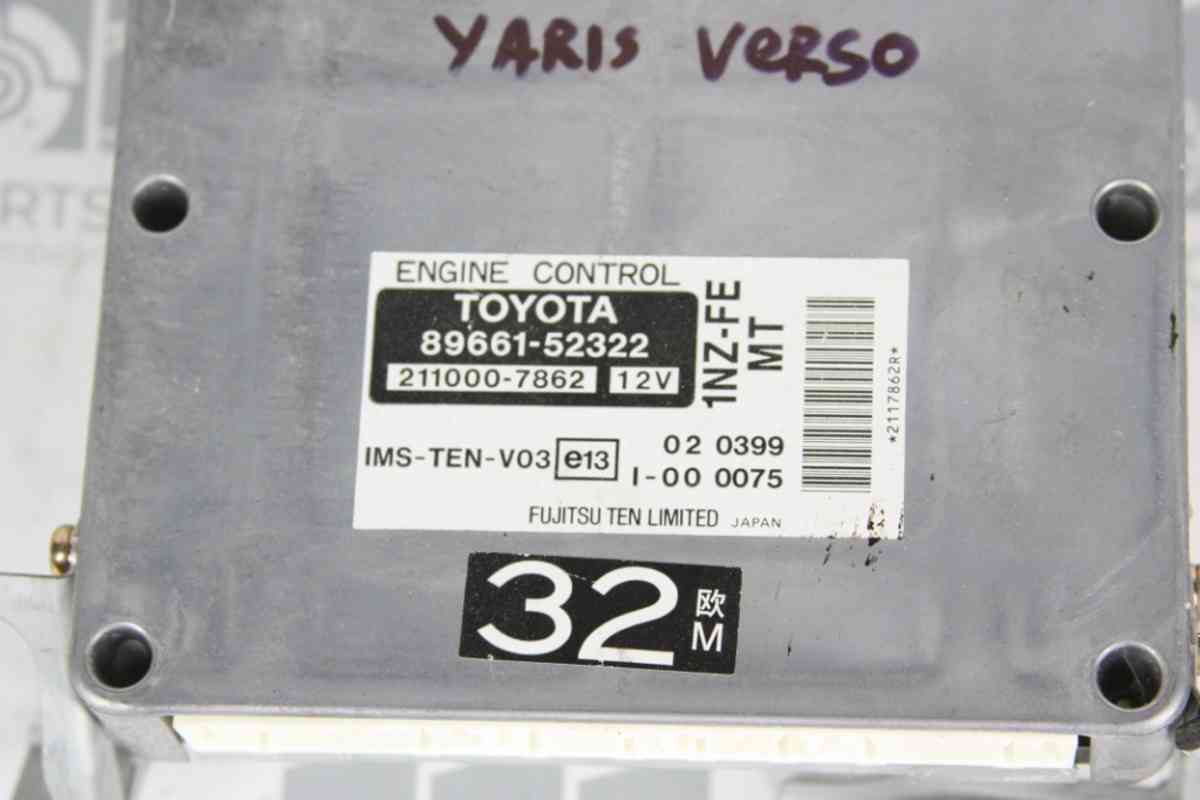 YARIS VERSO
ARTS
ENGINE CONTROL
TOYOTA
89661-52322
211000-7862 12V
1NZ-FE
MT
*2117862R*
IMS-TEN-V03 e13 02 0399
I-00 0075
FUJITSU TEN LIMITED JAPAN
32 欧
M